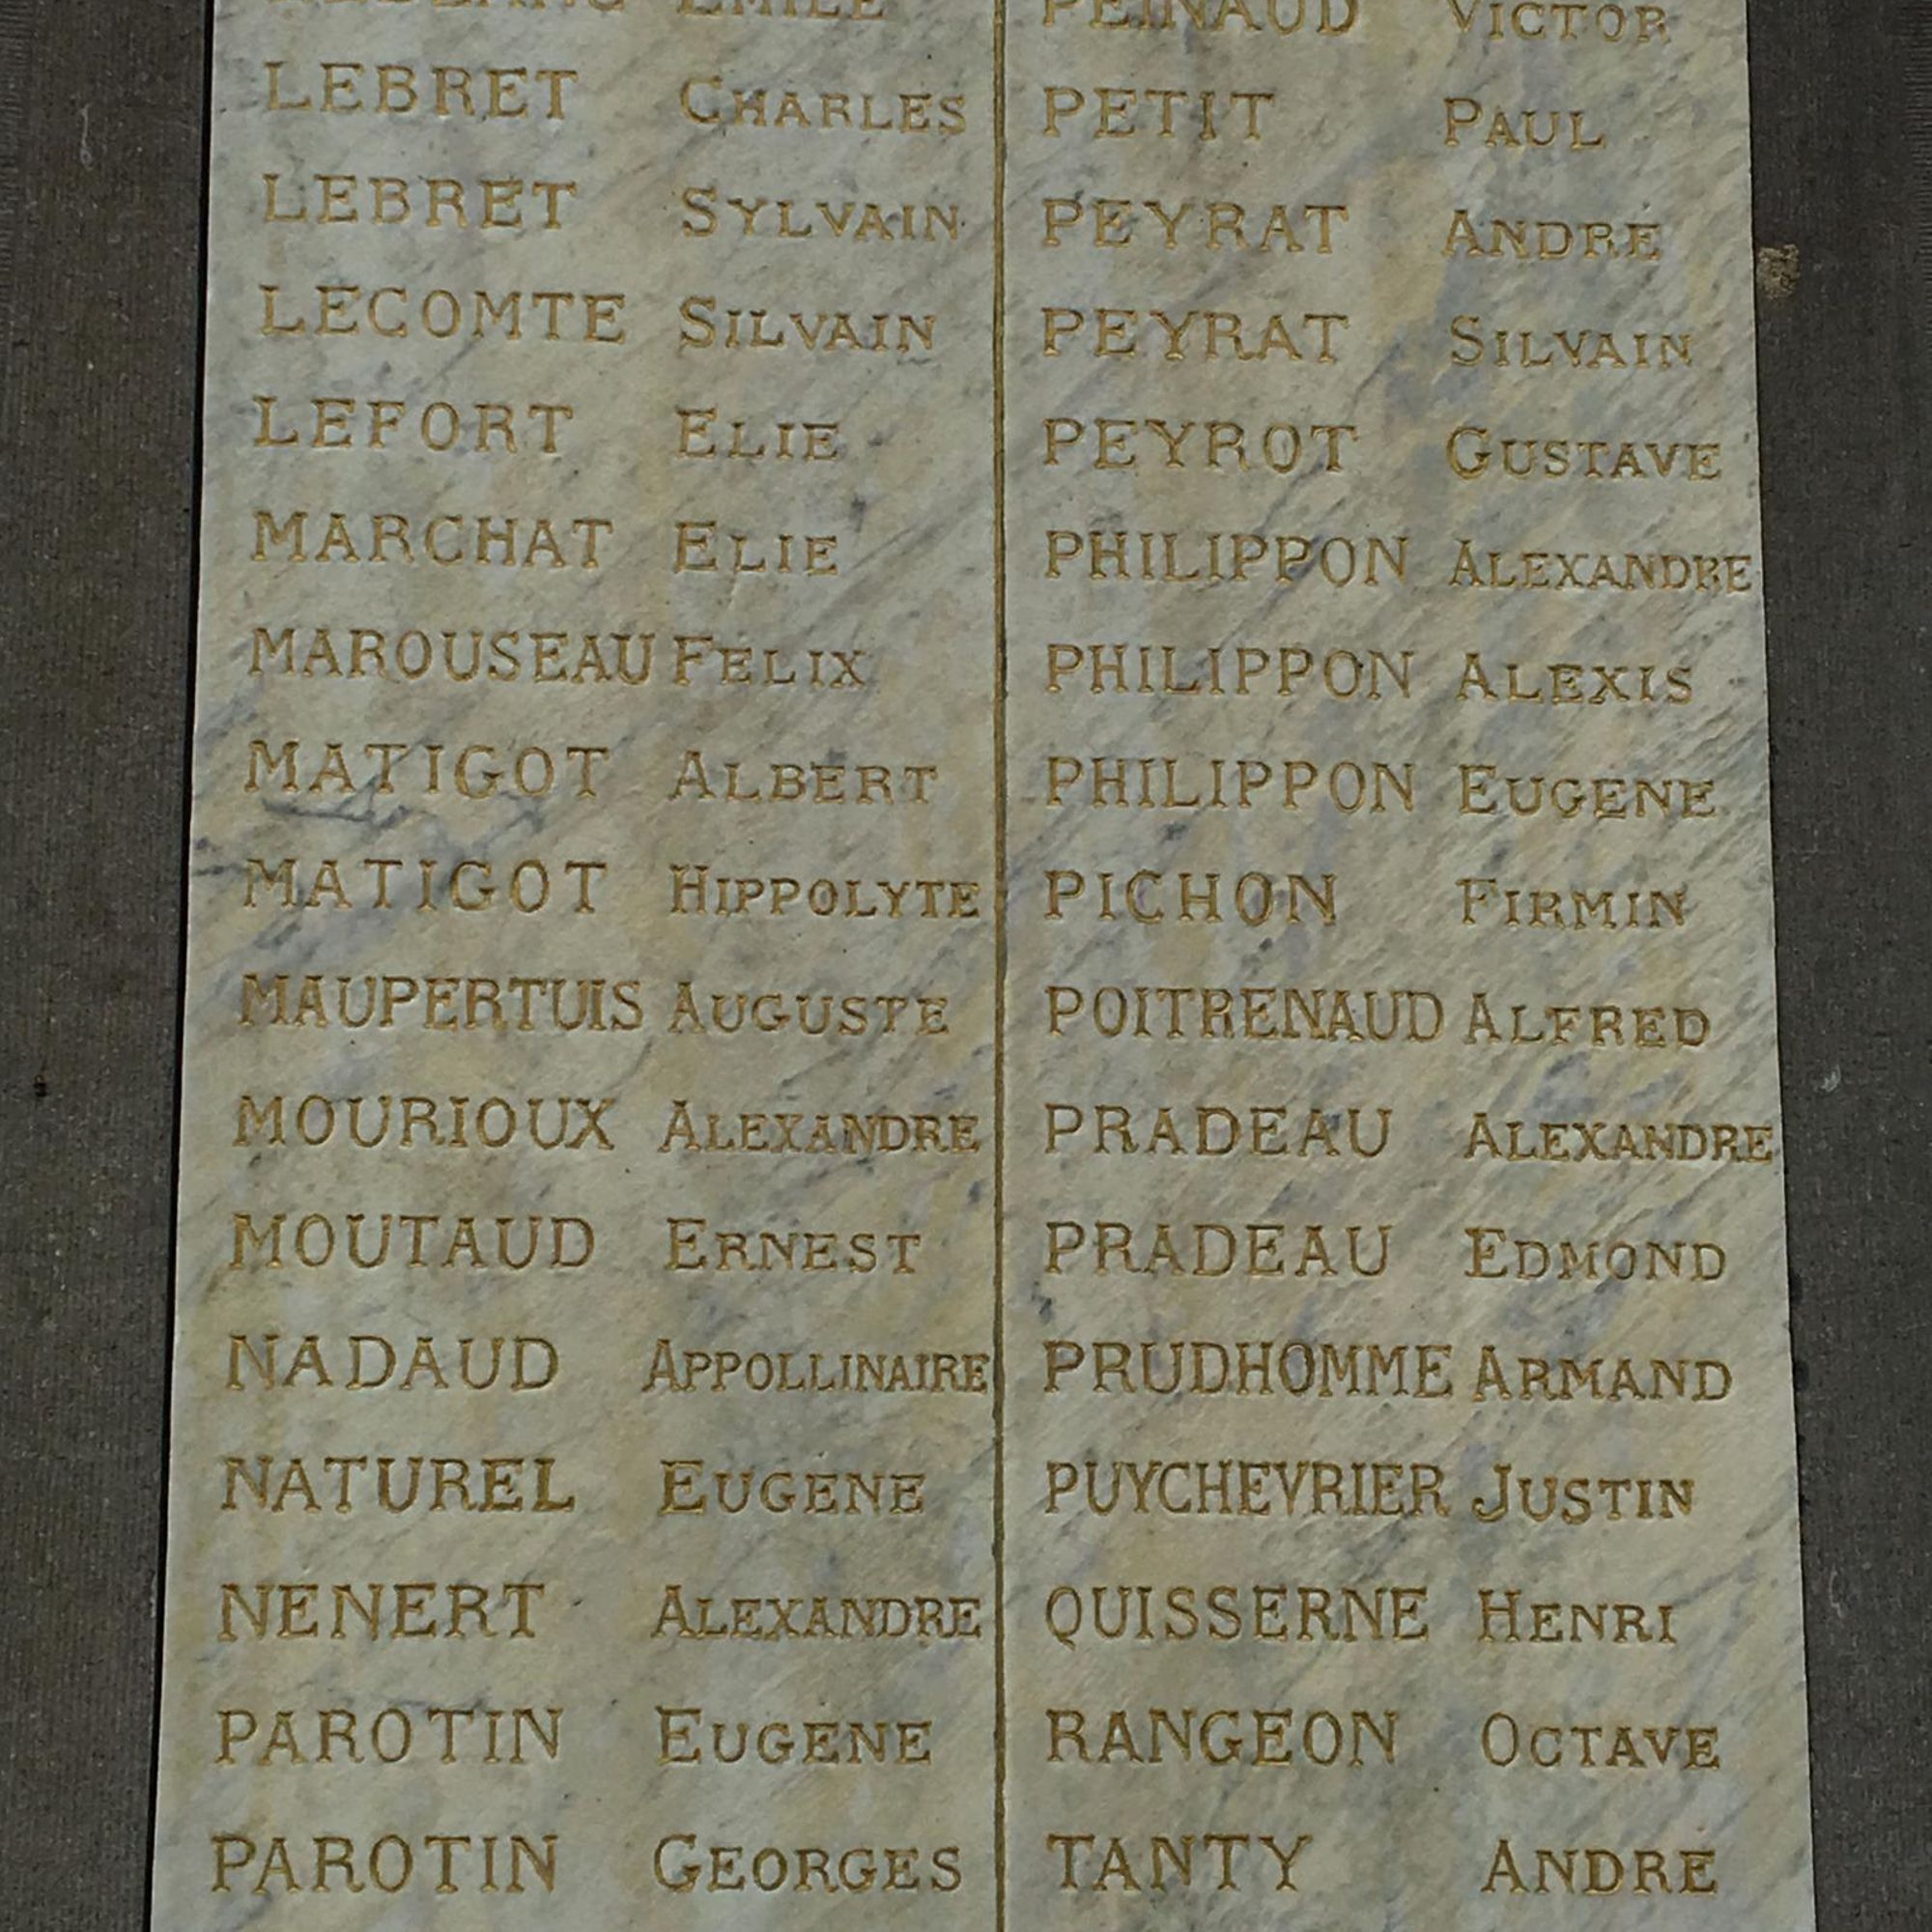 EMILE
LEBRET CHARLES
LEBRET SYLVAIN
LECOMTE SILVAIN
LEFORT ELIE
MARCHAT ELIE
MAROUSEAU FELIX
MATIGOT ALBERT
MATIGOT HIPPOLYTE
MAUPERTUIS AUGUSTE
MOURIOUX ALEXANDRE
MOUTAUD ERNEST
NADAUD APPOLLINAIRE
NATUREL EUGENE
NENERT ALEXANDRE
PAROTIN EUGENE
PAROTIN GEORGES
PEINAUD VICTOR
PETIT PAUL
PEYRAT ANDRE
PEYRAT SILVAIN
PEYROT GUSTAVE
PHILIPPON ALEXANDRE
PHILIPPON ALEXIS
PHILIPPON EUGENE
PICHON FIRMIN
POITRENAUD ALFRED
PRADEAU ALEXANDRE
PRADEAU EDMOND
PRUDHOMME ARMAND
PUYCHEVRIER JUSTIN
QUISSERNE HENRI
RANGEON OCTAVE
TANTY ANDRE